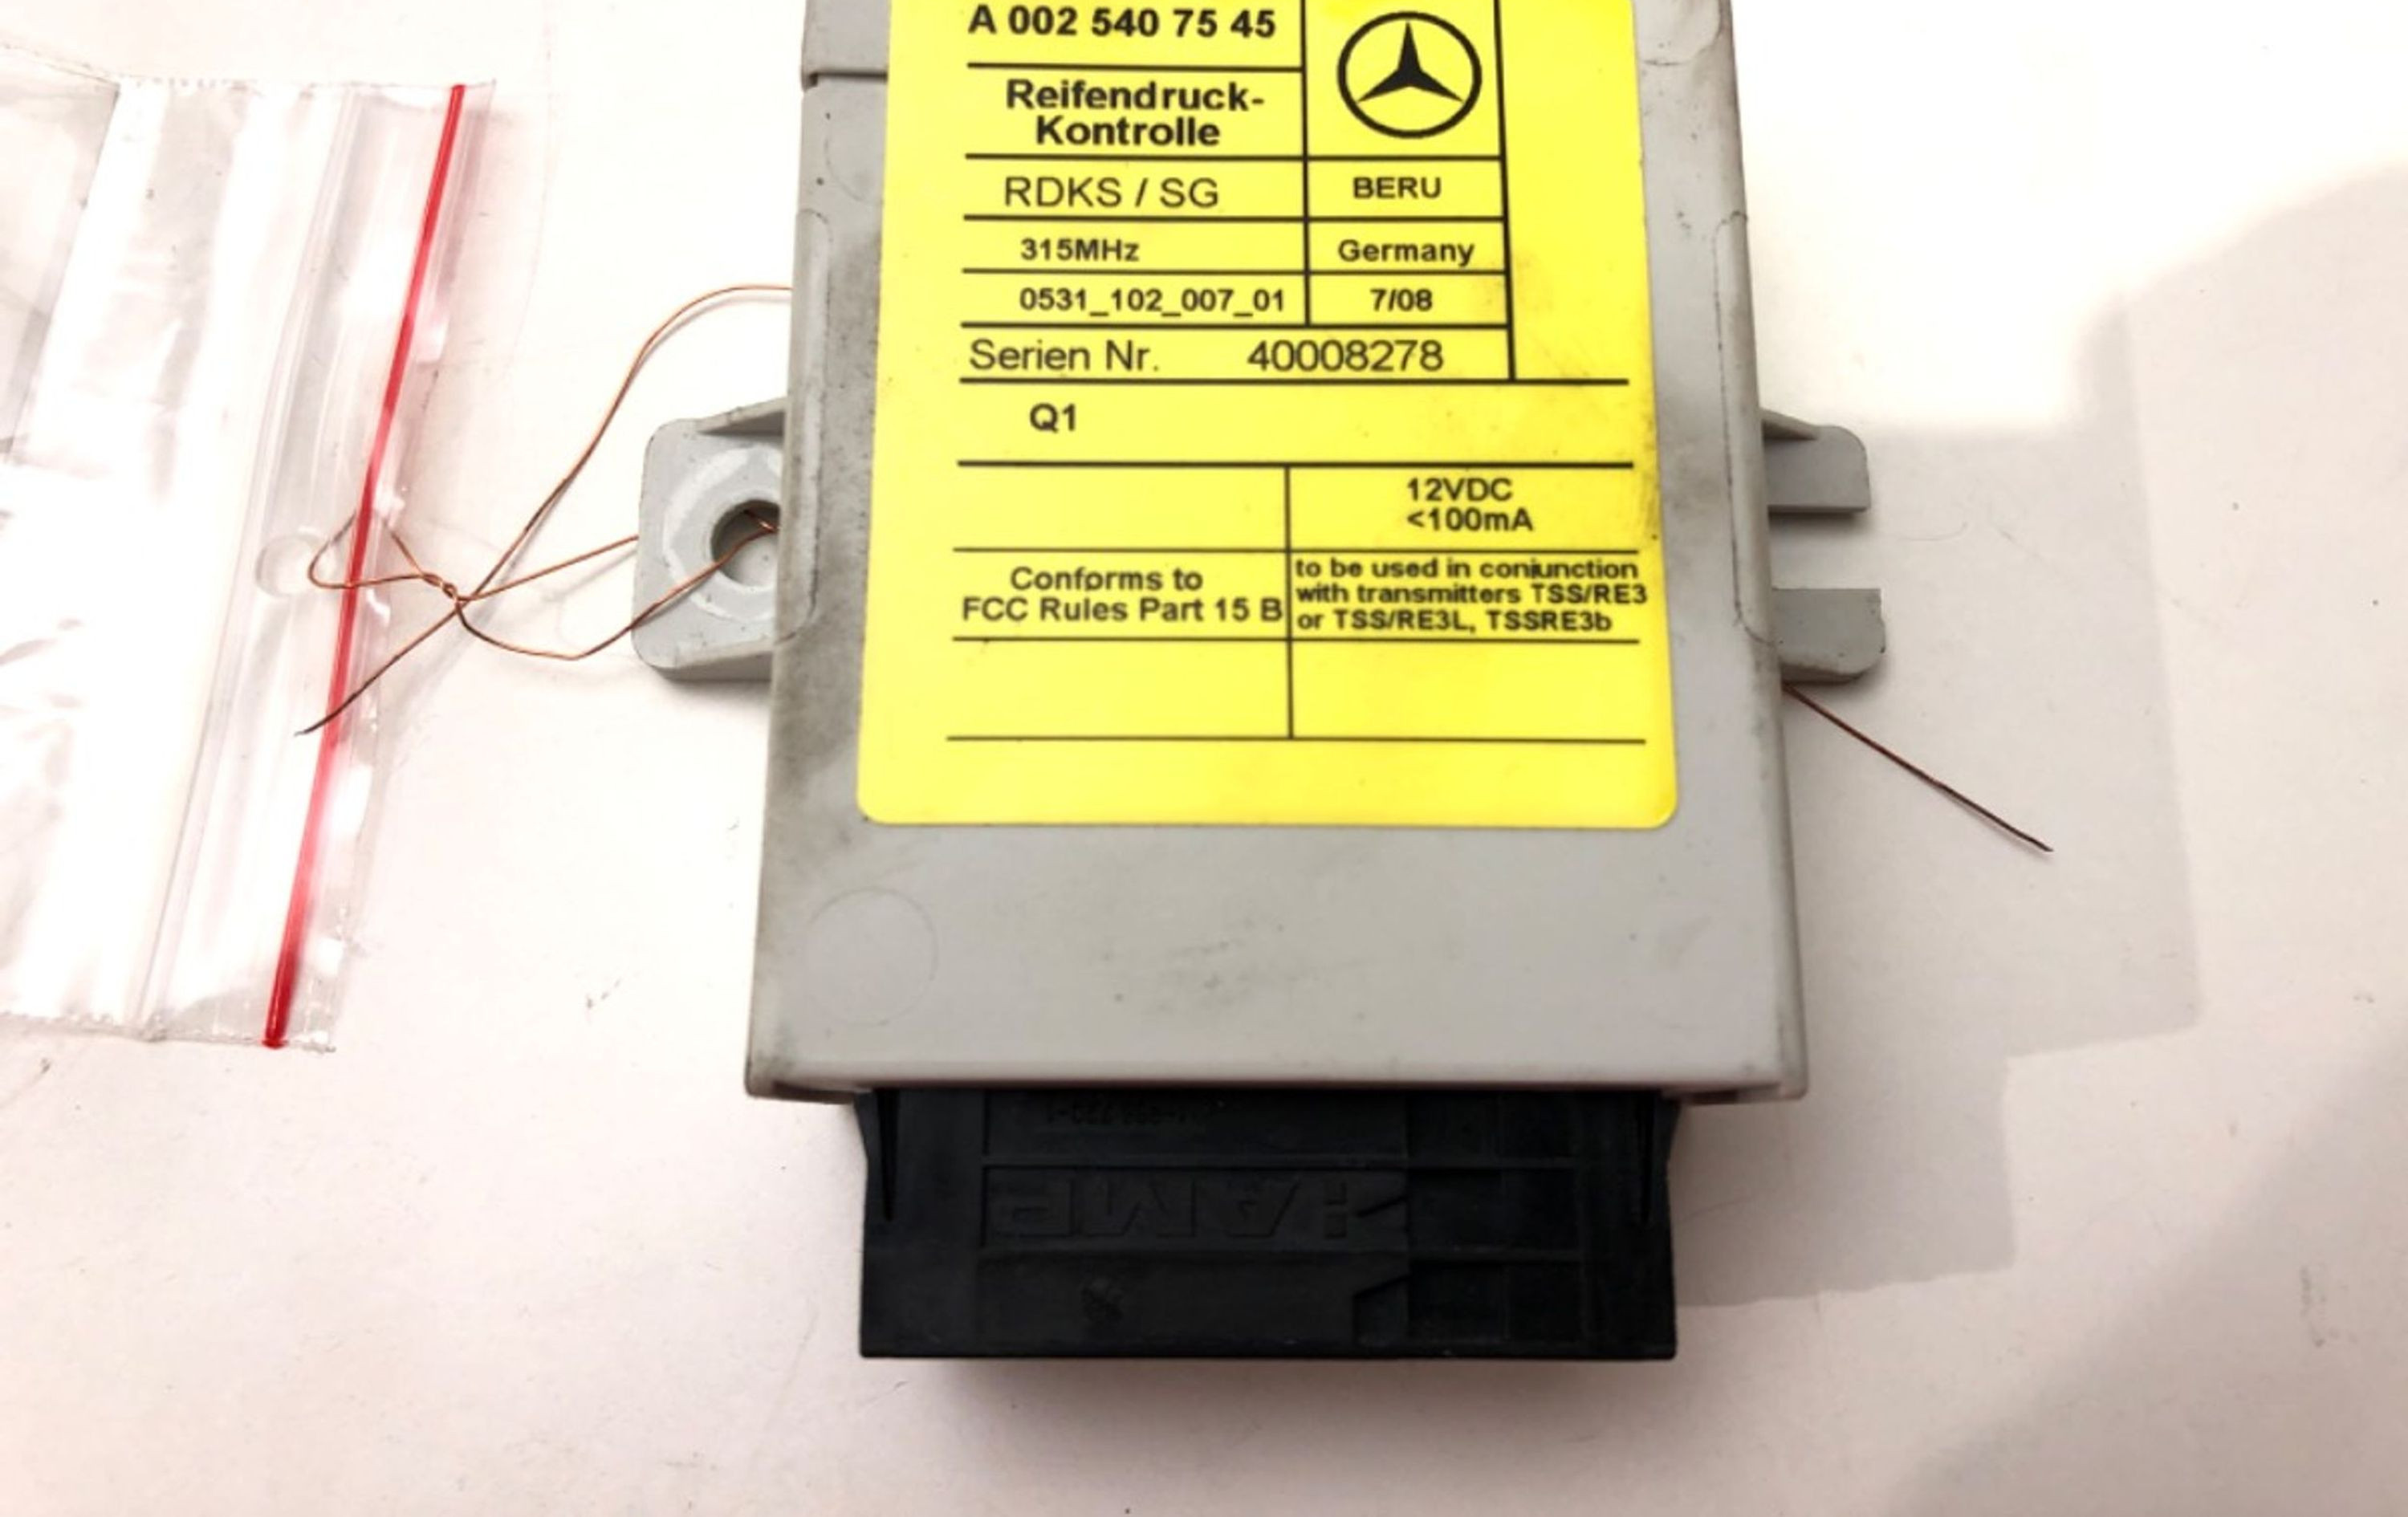 A 002 540 75 45
Reifendruck-
Kontrolle
RDKS / SG
BERU
315MHz
Germany
0531_102_007_01
7/08
Serien Nr. 40008278
Q1
12VDC
<100mA
Conforms to
FCC Rules Part 15 B
to be used in conjunction
with transmitters TSS/RE3
or TSS/RE3L, TSSRE3b
AMP